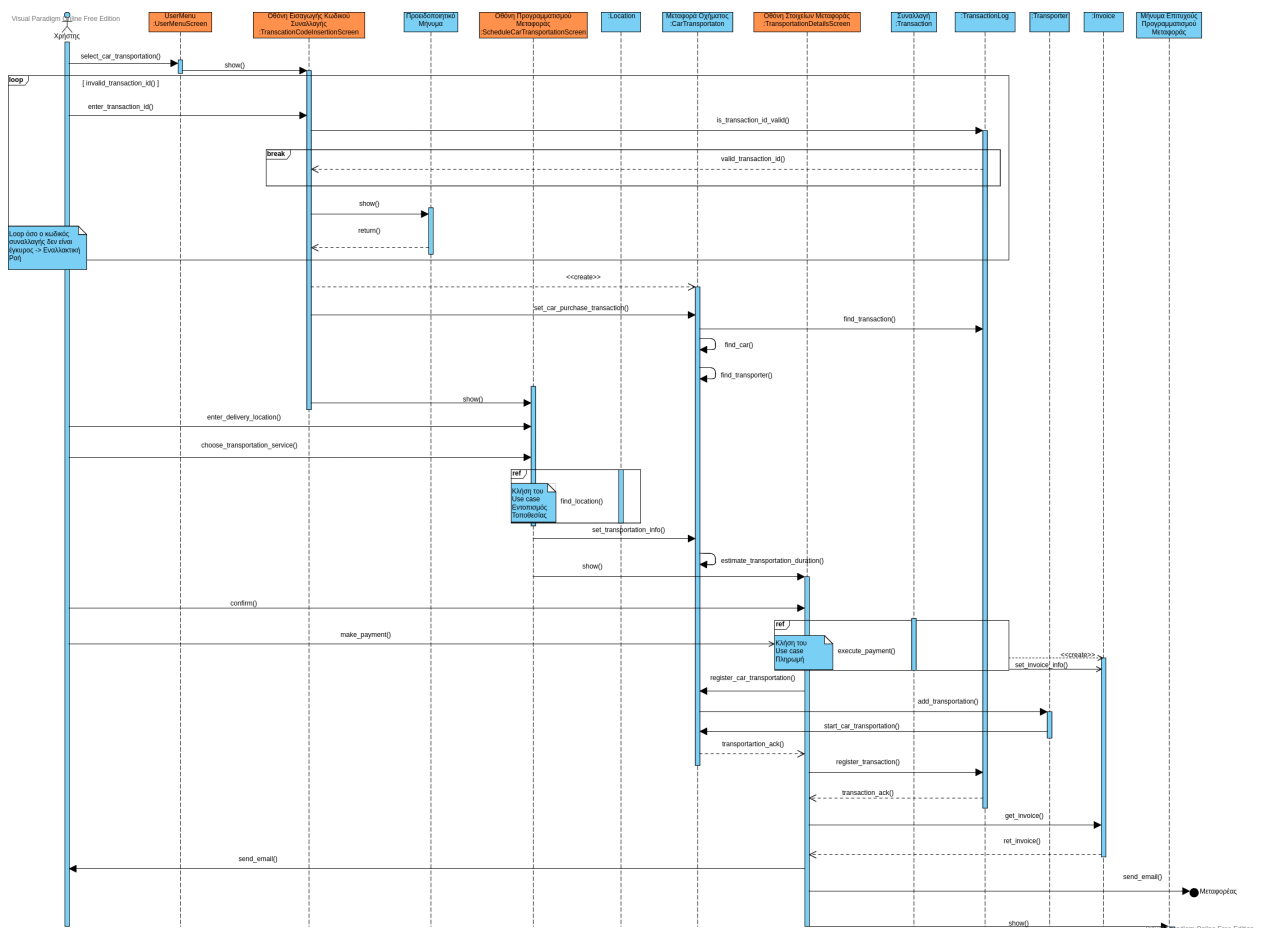 Visual Paradigm Online Free Edition
Χρήστης
UserMenu
:UserMenuScreen
Οθόνη Εισαγωγής Κωδικού
Συναλλαγής
:TranscationCodeInsertionScreen
Προειδοποιητικό
Μήνυμα
Οθόνη Προγραμματισμού
Μεταφοράς
:ScheduleCarTransportationScreen
:Location
Μεταφορά Οχήματος
:CarTransportaton
Οθόνη Στοιχείων Μεταφοράς
:TransportationDetailsScreen
Συναλλαγή
:Transaction
:TransactionLog
:Transporter
:Invoice
Μήνυμα Επιτυχους
Προγραμματισμού
Μεταφοράς
select_car_transportation()
show()
loop
[ invalid_transaction_id() ]
enter_transaction_id()
is_transaction_id_valid()
break
valid_transaction_id()
show()
return()
Loop όσο ο κωδικός
συναλλαγής δεν είναι
έγκυρος -> Εναλλακτική
Ροή
<<create>>
set_car_purchase_transaction()
find_transaction()
find_car()
find_transporter()
show()
enter_delivery_location()
choose_transportation_service()
ref
Κλήση του
Use case
Εντοπισμός
Τοποθεσίας
find_location()
set_transportation_info()
estimate_transportation_duration()
show()
confirm()
ref
make_payment()
Κλήση του
Use case
Πληρωμή
execute_payment()
<<create>>
set_invoice_info()
register_car_transportation()
add_transportation()
start_car_transportation()
transportartion_ack()
register_transaction()
transaction_ack()
get_invoice()
ret_invoice()
send_email()
send_email()
Μεταφορέας
show()